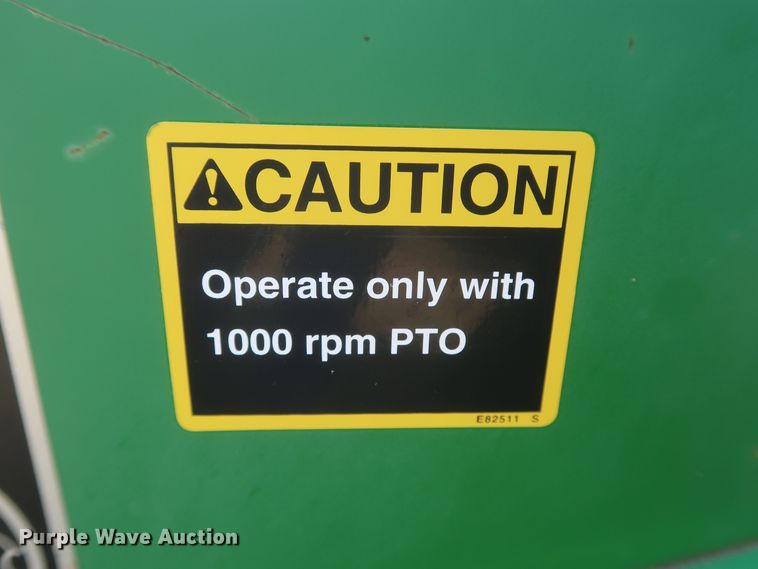 CAUTION
Operate only with
1000 rpm PTO
E82511 S
Purple Wave Auction